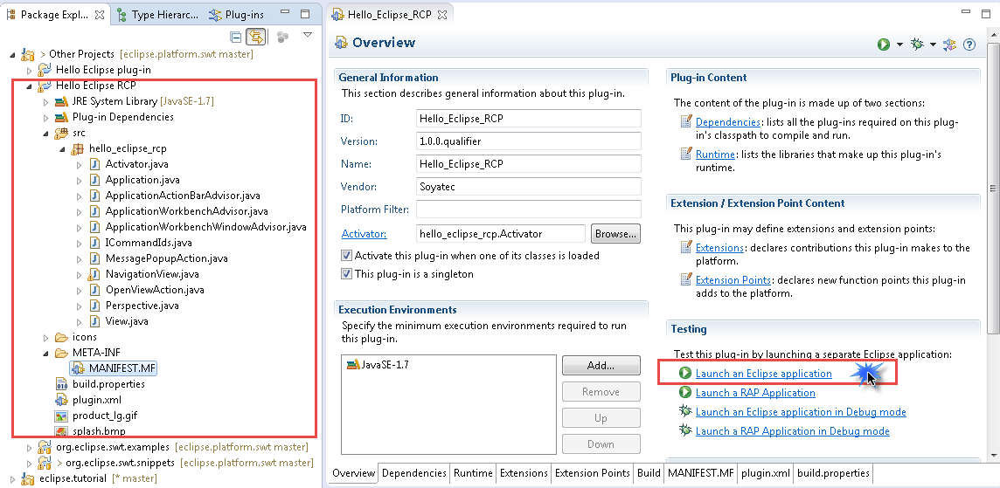 Package Expl...
Type Hierarc...
Plug-ins
> Other Projects [eclipse.platform.swt master]
Hello Eclipse plug-in
Hello Eclipse RCP
JRE System Library [JavaSE-1.7]
Plug-in Dependencies
src
hello_eclipse_rcp
Activator.java
Application.java
ApplicationActionBarAdvisor.java
ApplicationWorkbenchAdvisor.java
ApplicationWorkbenchWindowAdvisor.java
ICommandIds.java
MessagePopupAction.java
NavigationView.java
OpenViewAction.java
Perspective.java
View.java
icons
META-INF
MANIFEST.MF
build.properties
plugin.xml
product_lg.gif
splash.bmp
org.eclipse.swt.examples [eclipse.platform.swt master]
> org.eclipse.swt.snippets [eclipse.platform.swt master]
eclipse.tutorial [* master]
Hello_Eclipse_RCP
Overview
General Information
This section describes general information about this plug-in.
ID: Hello_Eclipse_RCP
Version: 1.0.0.qualifier
Name: Hello_Eclipse_RCP
Vendor: Soyatec
Platform Filter:
Activator: hello_eclipse_rcp.Activator Browse...
Activate this plug-in when one of its classes is loaded
This plug-in is a singleton
Execution Environments
Specify the minimum execution environments required to run
this plug-in.
JavaSE-1.7
Add...
Remove
Up
Down
Plug-in Content
The content of the plug-in is made up of two sections:
Dependencies: lists all the plug-ins required on this plug-
in's classpath to compile and run.
Runtime: lists the libraries that make up this plug-in's
runtime.
Extension / Extension Point Content
This plug-in may define extensions and extension points:
Extensions: declares contributions this plug-in makes to the
platform.
Extension Points: declares new function points this plug-in
adds to the platform.
Testing
Test this plug-in by launching a separate Eclipse application:
Launch an Eclipse application
Launch a RAP Application
Launch an Eclipse application in Debug mode
Launch a RAP Application in Debug mode
Overview Dependencies Runtime Extensions Extension Points Build MANIFEST.MF plugin.xml build.properties